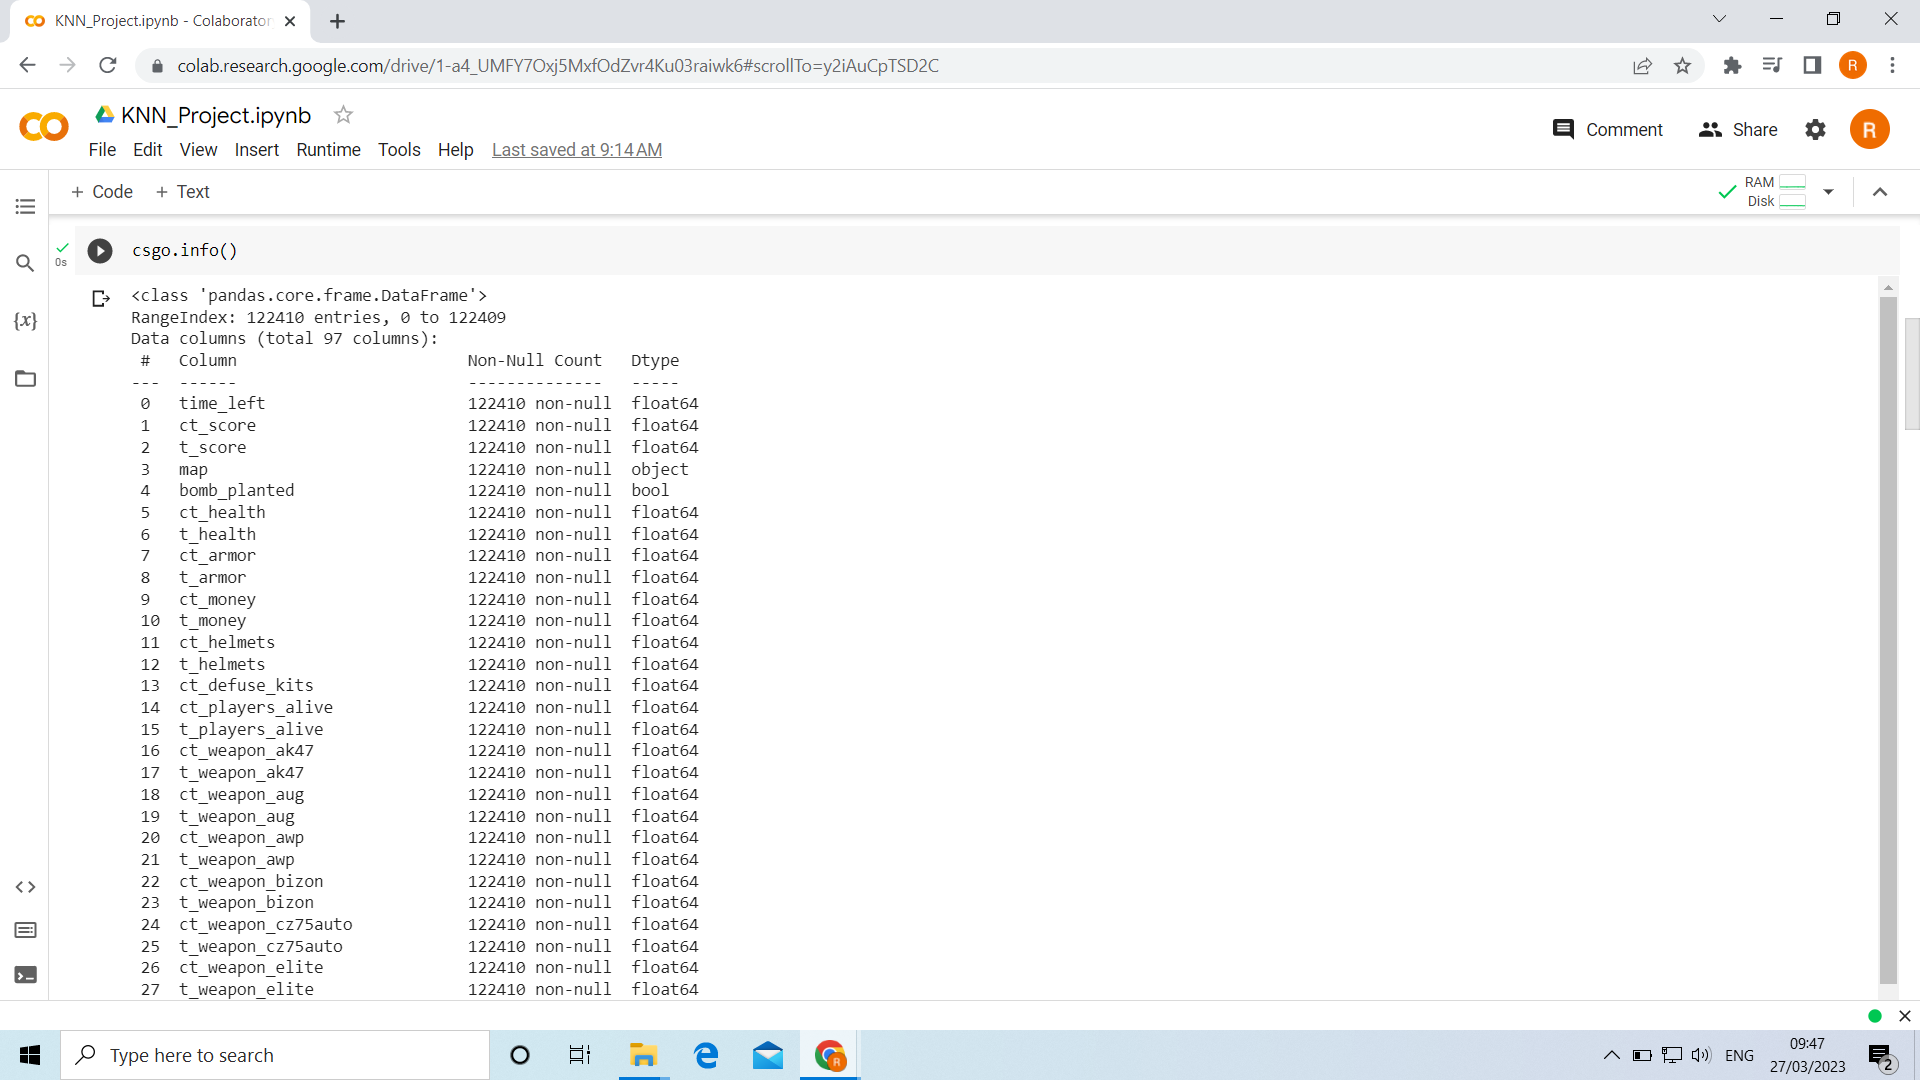 KNN_Project.ipynb - Colaborator
colab.research.google.com/drive/1-a4_UMFY7Oxj5MxfOdZvr4Ku03raiwk6#scrollTo=y2iAuCpTSD2C
R
KNN_Project.ipynb
Comment Share R
File Edit View Insert Runtime Tools Help Last saved at 9:14 AM
+ Code + Text
RAM
Disk
csgo.info()
0s
{x}
<class 'pandas.core.frame.DataFrame'>
RangeIndex: 122410 entries, 0 to 122409
Data columns (total 97 columns):
# Column Non-Null Count Dtype
--- ------ -------------- -----
0 time_left 122410 non-null float64
1 ct_score 122410 non-null float64
2 t_score 122410 non-null float64
3 map 122410 non-null object
4 bomb_planted 122410 non-null bool
5 ct_health 122410 non-null float64
6 t_health 122410 non-null float64
7 ct_armor 122410 non-null float64
8 t_armor 122410 non-null float64
9 ct_money 122410 non-null float64
10 t_money 122410 non-null float64
11 ct_helmets 122410 non-null float64
12 t_helmets 122410 non-null float64
13 ct_defuse_kits 122410 non-null float64
14 ct_players_alive 122410 non-null float64
15 t_players_alive 122410 non-null float64
16 ct_weapon_ak47 122410 non-null float64
17 t_weapon_ak47 122410 non-null float64
18 ct_weapon_aug 122410 non-null float64
19 t_weapon_aug 122410 non-null float64
20 ct_weapon_awp 122410 non-null float64
21 t_weapon_awp 122410 non-null float64
22 ct_weapon_bizon 122410 non-null float64
23 t_weapon_bizon 122410 non-null float64
24 ct_weapon_cz75auto 122410 non-null float64
25 t_weapon_cz75auto 122410 non-null float64
26 ct_weapon_elite 122410 non-null float64
27 t_weapon_elite 122410 non-null float64
Type here to search
R
ENG
09:47
27/03/2023
2